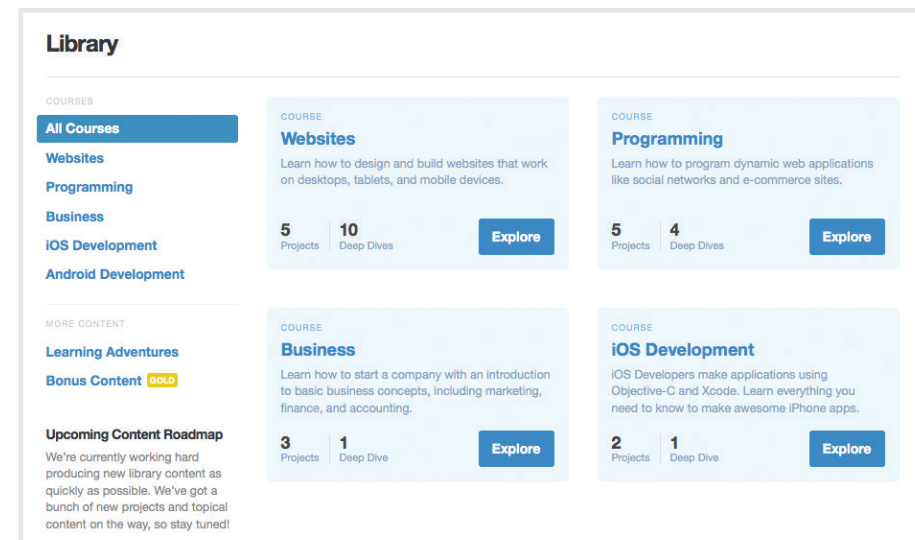 Library
COURSES
All Courses
Websites
Programming
Business
iOS Development
Android Development
MORE CONTENT
Learning Adventures
Bonus Content GOLD
Upcoming Content Roadmap
We're currently working hard
producing new library content as
quickly as possible. We've got a
bunch of new projects and topical
content on the way, so stay tuned!
COURSE
Websites
Learn how to design and build websites that work
on desktops, tablets, and mobile devices.
5 Projects
10 Deep Dives
Explore
COURSE
Programming
Learn how to program dynamic web applications
like social networks and e-commerce sites.
5 Projects
4 Deep Dives
Explore
COURSE
Business
Learn how to start a company with an introduction
to basic business concepts, including marketing,
finance, and accounting.
3 Projects
1 Deep Dive
Explore
COURSE
iOS Development
iOS Developers make applications using
Objective-C and Xcode. Learn everything you
need to know to make awesome iPhone apps.
2 Projects
1 Deep Dive
Explore